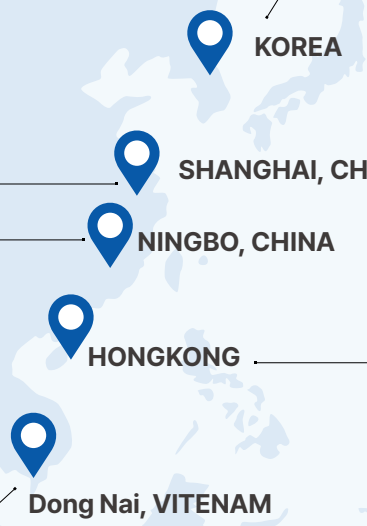 KOREA
SHANGHAI, CH
NINGBO, CHINA
HONGKONG
Dong Nai, VITENAM